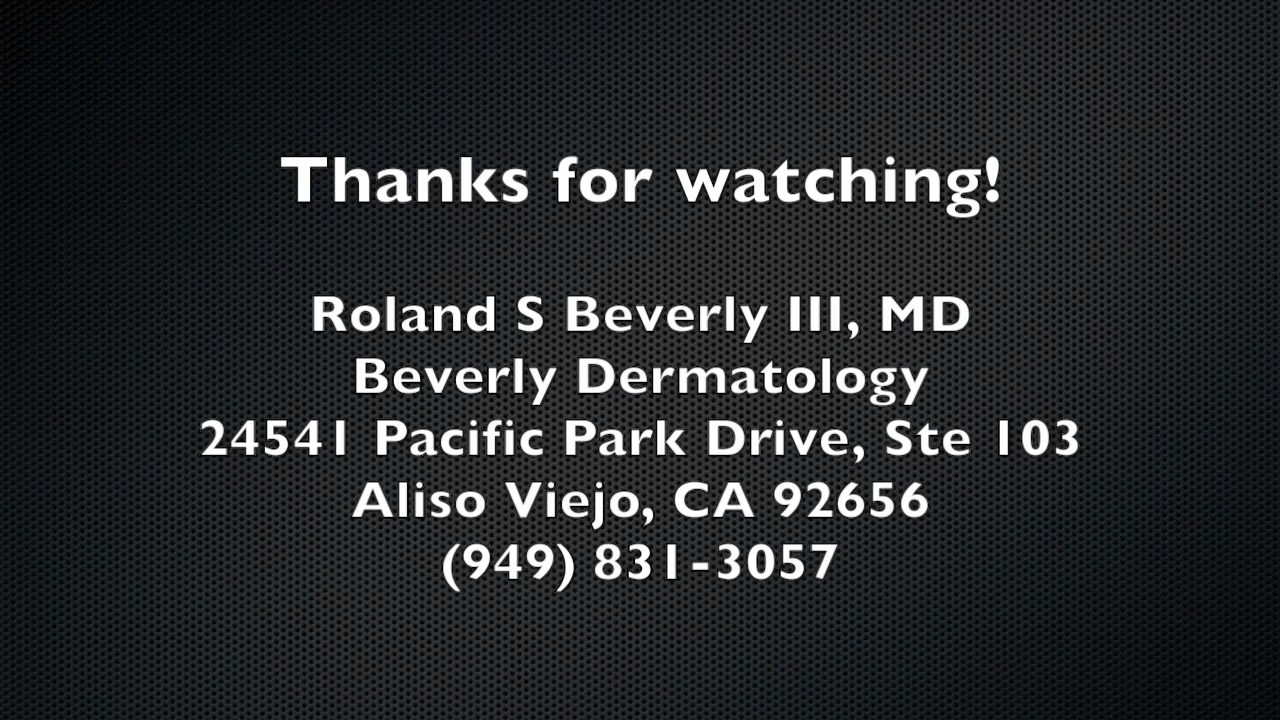 Thanks for watching!
Roland S Beverly III, MD
Beverly Dermatology
24541 Pacific Park Drive, Ste 103
Aliso Viejo, CA 92656
(949) 831-3057